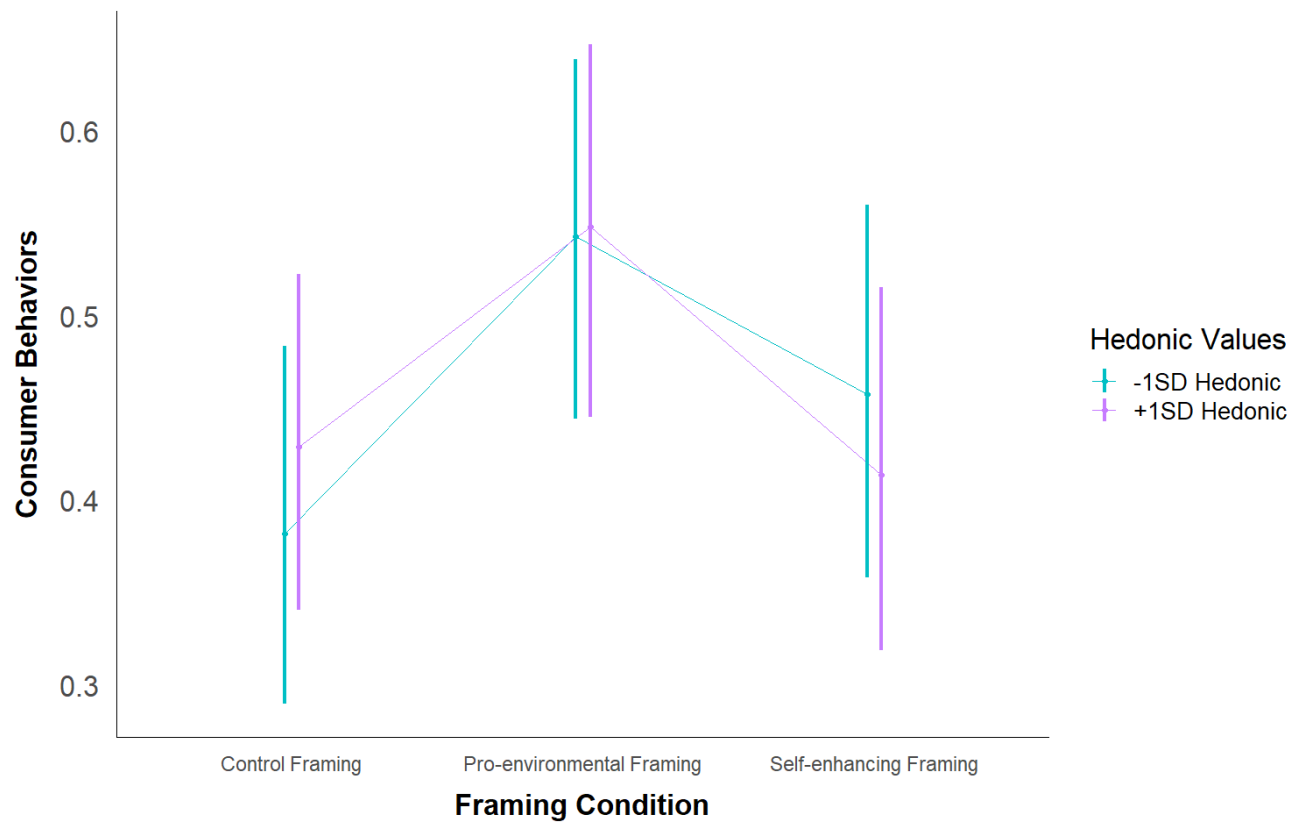 Consumer Behaviors
0.6
0.5
0.4
0.3
Control Framing
Pro-environmental Framing
Self-enhancing Framing
Framing Condition
Hedonic Values
-1SD Hedonic
+1SD Hedonic